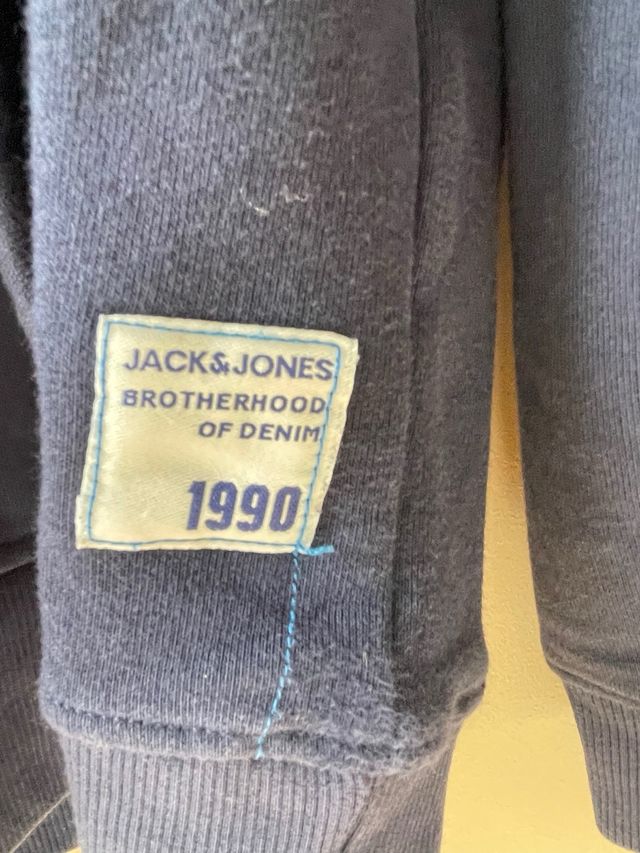 JACK&JONES
BROTHERHOOD
OF DENIM
1990